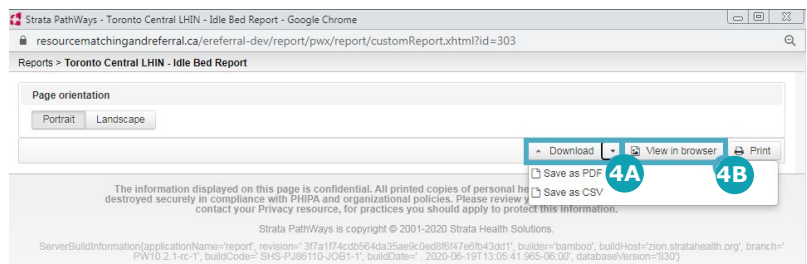 Strata PathWays - Toronto Central LHIN - Idle Bed Report - Google Chrome
resourcematchingandreferral.ca/ereferral-dev/report/pwx/report/customReport.xhtml?id=303
Reports > Toronto Central LHIN - Idle Bed Report
Page orientation
Portrait Landscape
Download View in browser Print
Save as PDF 4A 4B
Save as CSV
The information displayed on this page is confidential. All printed copies of personal he
destroyed securely in compliance with PHIPA and organizational policies. Please review y
contact your Privacy resource, for practices you should apply to protect this information.
Strata PathWays is copyright © 2001-2020 Strata Health Solutions.
ServerBuildInformation{applicationName='report', revision=' 3f7a1f74cdb564da35ae9c0ed8f6f47e6fb43dd1', builder='bamboo', buildHost='zion.stratahealth.org', branch='
PW10.2.1-rc-1', buildCode=' SHS-PJ86110-JOB1-1', buildDate=' . 2020-06-19T13:05:41.965-06:00', databaseVersion='830'}